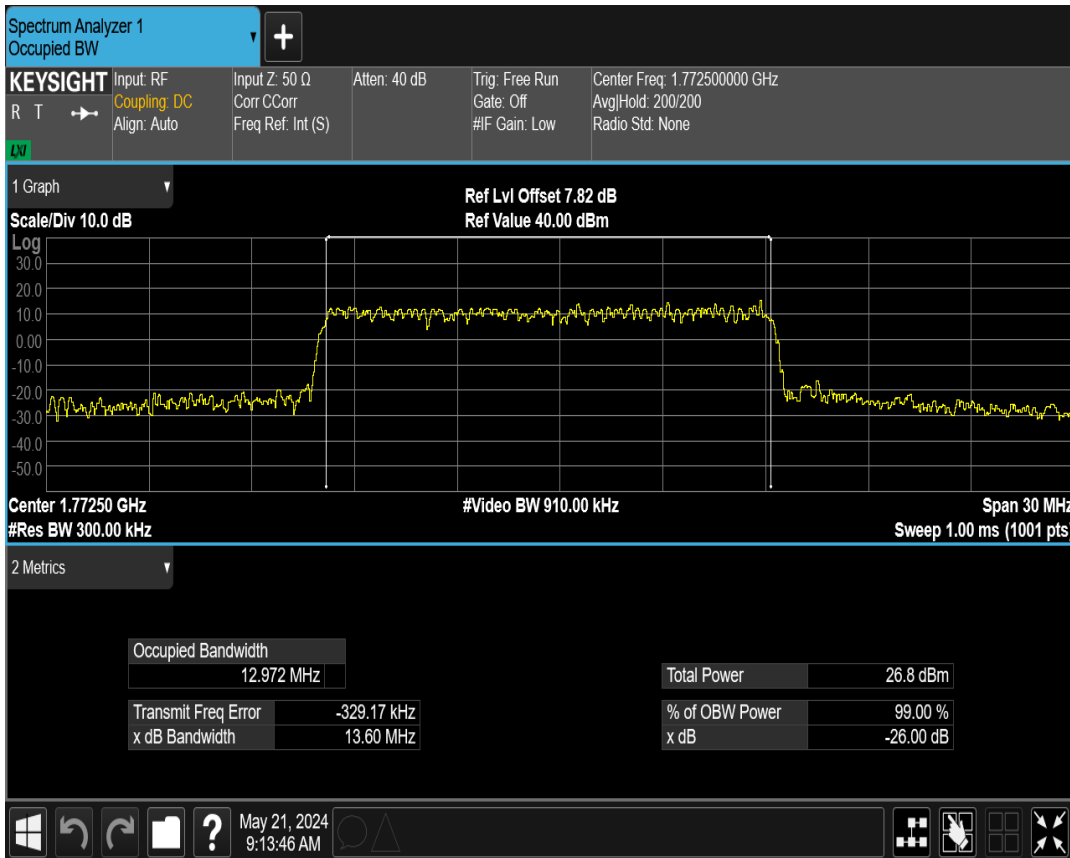 Spectrum Analyzer 1
Occupied BW
+
KEYSIGHT
R T
LXI
Input: RF
Coupling: DC
Align: Auto
Input Z: 50 Ω
Corr CCorr
Freq Ref: Int (S)
Atten: 40 dB
Trig: Free Run
Gate: Off
#IF Gain: Low
Center Freq: 1.772500000 GHz
Avg|Hold: 200/200
Radio Std: None
1 Graph
Scale/Div 10.0 dB
Ref Lvl Offset 7.82 dB
Ref Value 40.00 dBm
Log
30.0
20.0
10.0
0.00
-10.0
-20.0
-30.0
-40.0
-50.0
Center 1.77250 GHz
#Res BW 300.00 kHz
#Video BW 910.00 kHz
Span 30 MHz
Sweep 1.00 ms (1001 pts)
2 Metrics
Occupied Bandwidth
12.972 MHz
Transmit Freq Error -329.17 kHz
x dB Bandwidth 13.60 MHz
Total Power 26.8 dBm
% of OBW Power 99.00 %
x dB -26.00 dB
?
May 21, 2024
9:13:46 AM